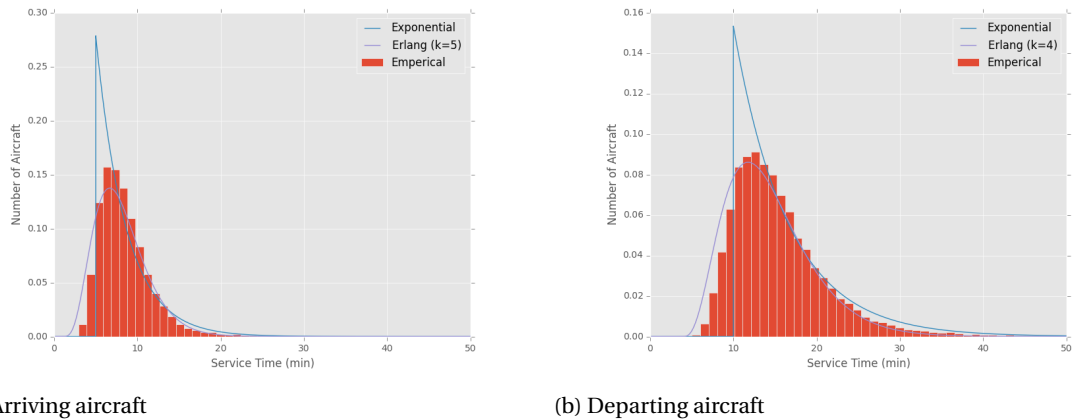 Exponential
Erlang (k=5)
Emperical
0.30
0.25
0.20
0.15
0.10
0.05
0.00
Number of Aircraft
0 10 20 30 40 50
Service Time (min)
Exponential
Erlang (k=4)
Emperical
0.16
0.14
0.12
0.10
0.08
0.06
0.04
0.02
0.00
Number of Aircraft
0 10 20 30 40 50
Service Time (min)
rriving aircraft
(b) Departing aircraft